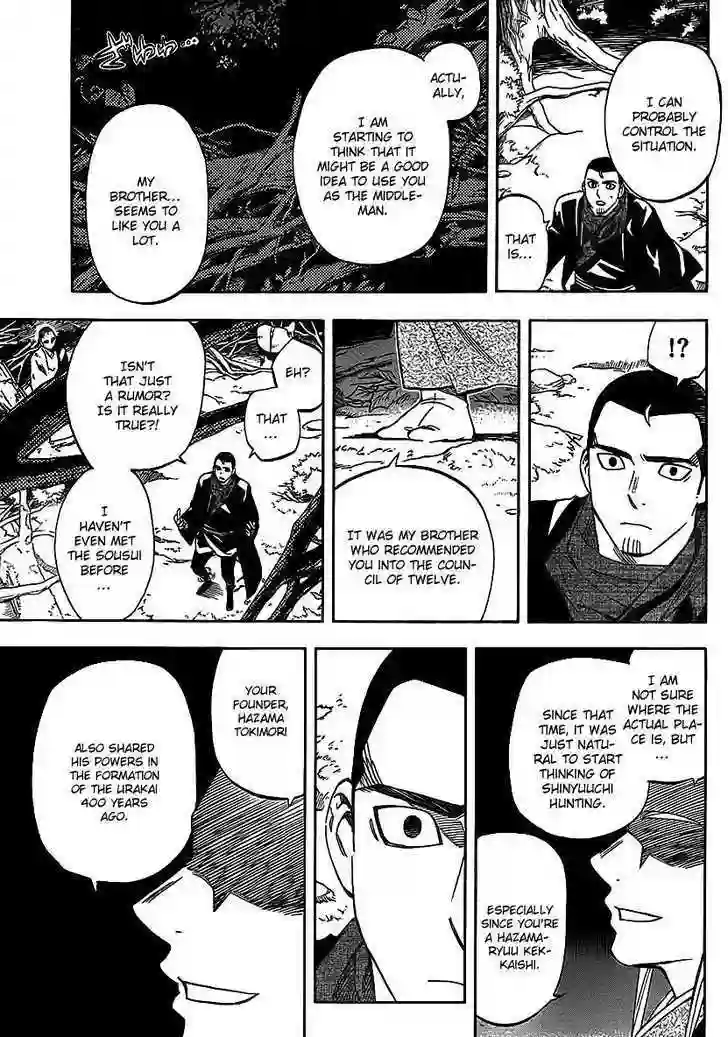 I CAN
PROBABLY
CONTROL THE
SITUATION.
THAT
IS...
ACTU-
ALLY,
I AM
STARTING TO
THINK THAT IT
MIGHT BE A GOOD
IDEA TO USE YOU
AS THE MIDDLE-
MAN.
MY
BROTHER...
SEEMS TO
LIKE YOU A
LOT.
!?
IT WAS MY BROTHER
WHO RECOMMENDED
YOU INTO THE COUN-
CIL OF TWELVE.
EH?
THAT
...
ISN'T
THAT JUST
A RUMOR?
IS IT REALLY
TRUE?!
I
HAVEN'T
EVEN MET
THE SOUSUI
BEFORE
...
I AM
NOT SURE
WHERE THE
ACTUAL PLA-
CE IS, BUT
...
SINCE THAT
TIME, IT WAS
JUST NATU-
RAL TO START
THINKING OF
SHINYUUCHI
HUNTING.
ESPECIALLY
SINCE YOU'RE
A HAZAMA-
RYUU KEK-
KAISHI.
YOUR
FOUNDER,
HAZAMA
TOKIMORI
ALSO SHARED
HIS POWERS IN
THE FORMATION
OF THE URAKAI
400 YEARS
AGO.